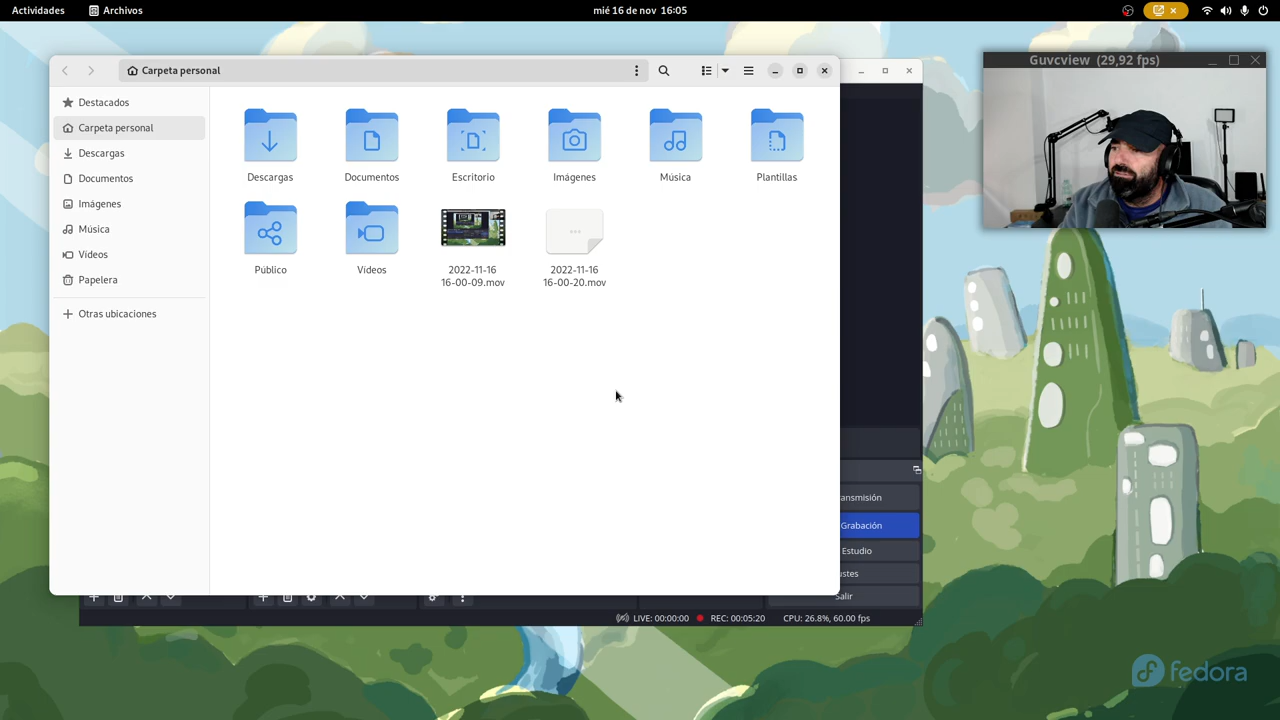 Actividades
Archivos
mié 16 de nov 16:05
Carpeta personal
Guvcview (29,92 fps)
Destacados
Carpeta personal
Descargas
Documentos
Imágenes
Música
Vídeos
Papelera
Otras ubicaciones
Descargas
Documentos
Escritorio
Imágenes
Música
Plantillas
Público
Vídeos
2022-11-16
16-00-09.mov
2022-11-16
16-00-20.mov
ansmisión
Grabación
Estudio
ustes
Salir
LIVE: 00:00:00
REC: 00:05:20
CPU: 26.8%, 60.00 fps
fedora